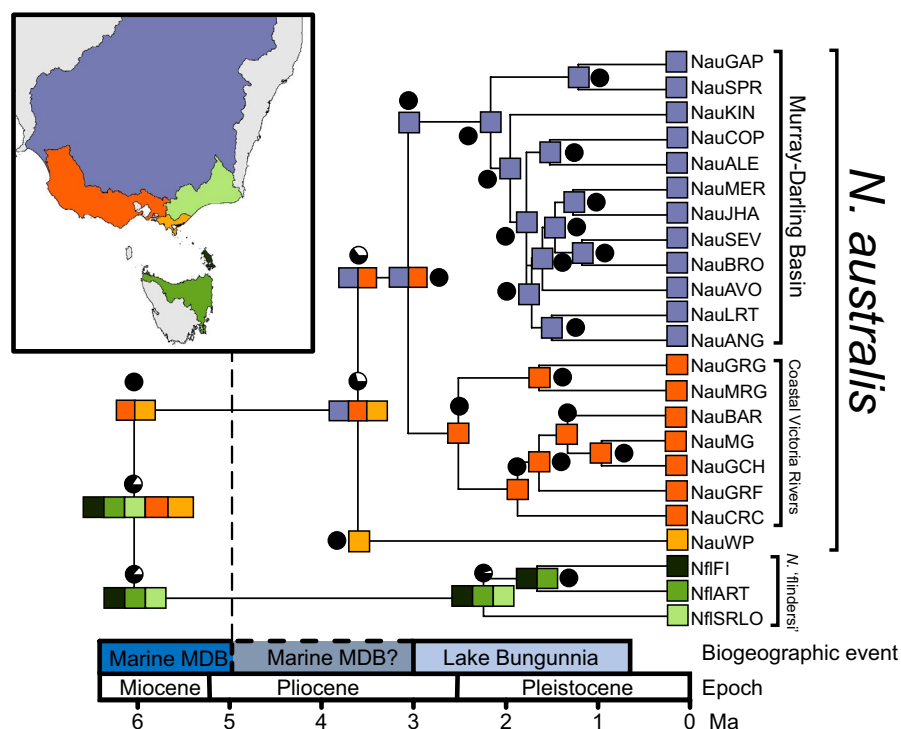 NauGAP
NauSPR
NauKIN
NauCOP
NauALE
NauMER
NauJHA
NauSEV
NauBRO
NauAVO
NauLRT
NauANG
NauGRG
NauMRG
NauBAR
NauMG
NauGCH
NauGRF
NauCRC
NauWP
NflFI
NflART
NflSRLO
Murray-Darling Basin
Coastal Victoria Rivers
N. 'flindersi'
N. australis
Marine MDB
Marine MDB?
Lake Bungunnia
Biogeographic event
Miocene
Pliocene
Pleistocene
Epoch
6 5 4 3 2 1 0 Ma